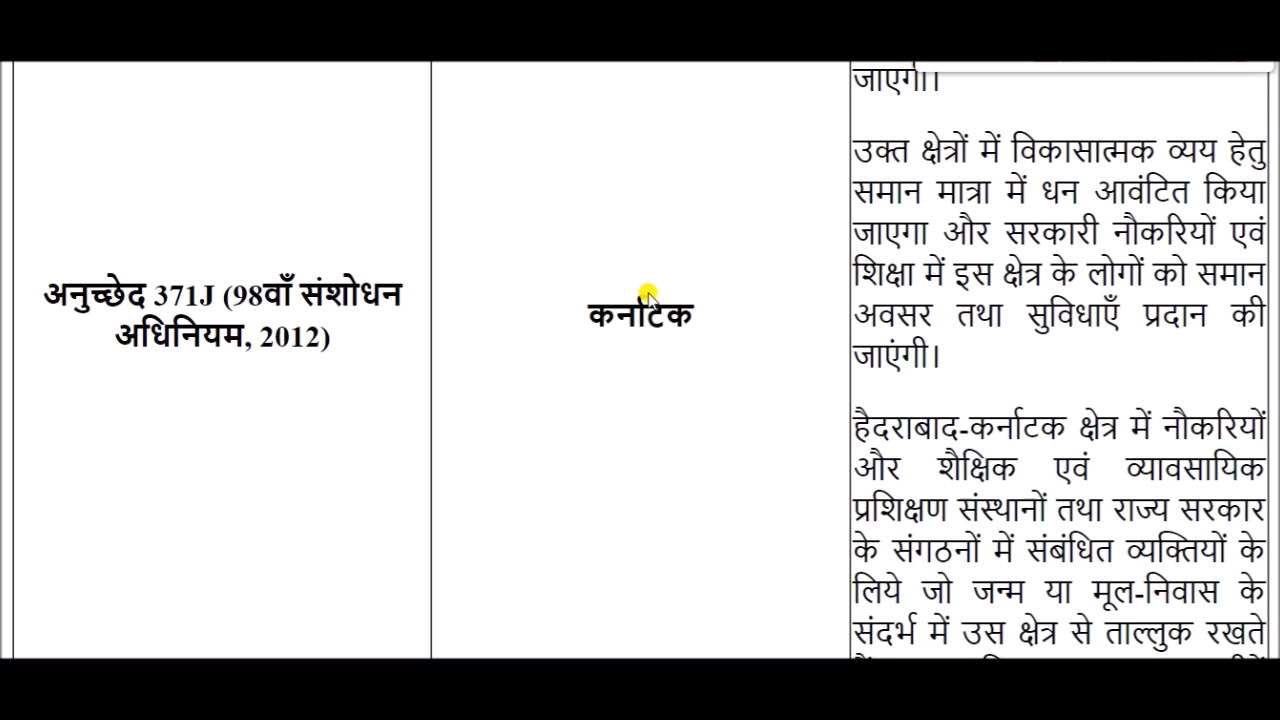 अनुच्छेद 371J (98वाँ संशोधन
अधिनियम, 2012)
कर्नाटक
जाएगा।
उक्त क्षेत्रों में विकासात्मक व्यय हेतु
समान मात्रा में धन आवंटित किया
जाएगा और सरकारी नौकरियों एवं
शिक्षा में इस क्षेत्र के लोगों को समान
अवसर तथा सुविधाएँ प्रदान की
जाएंगी।
हैदराबाद-कर्नाटक क्षेत्र में नौकरियों
और शैक्षिक एवं व्यावसायिक
प्रशिक्षण संस्थानों तथा राज्य सरकार
के संगठनों में संबंधित व्यक्तियों के
लिये जो जन्म या मूल-निवास के
संदर्भ में उस क्षेत्र से ताल्लुक रखते